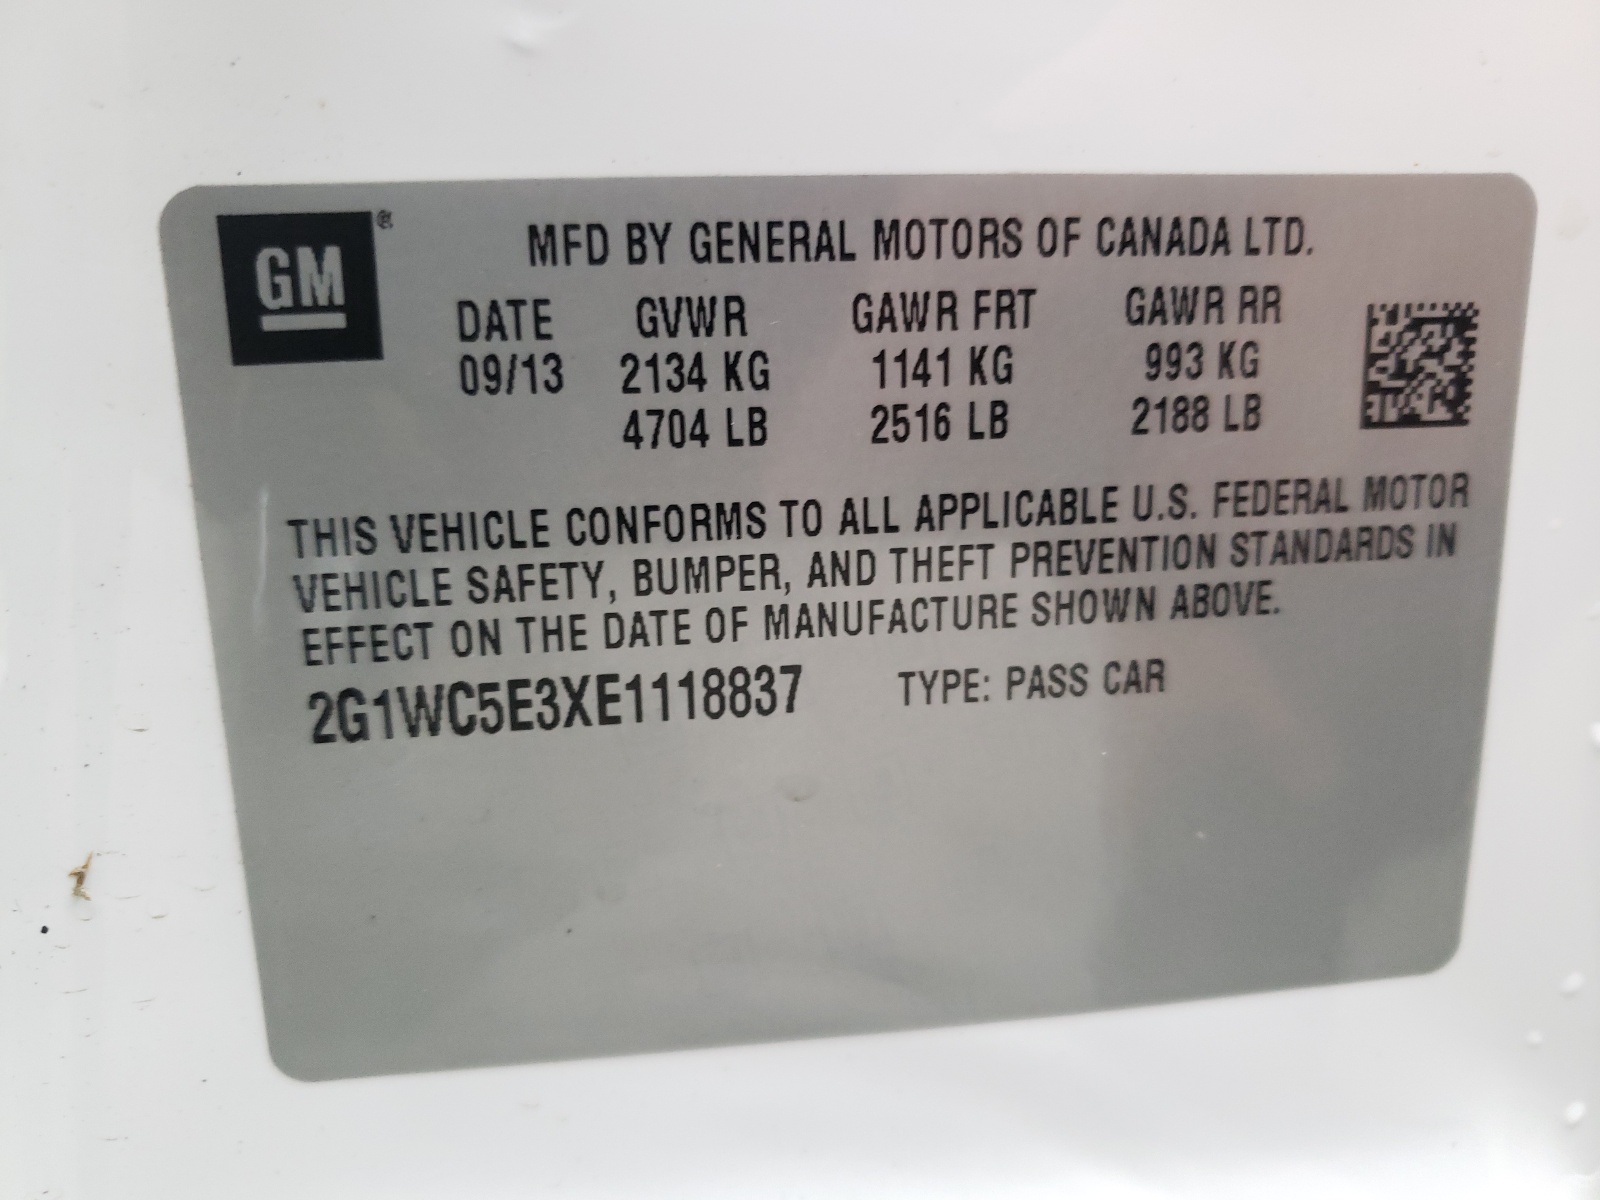 GM®
MFD BY GENERAL MOTORS OF CANADA LTD.
DATE GVWR GAWR FRT GAWR RR
09/13 2134 KG 1141 KG 993 KG
4704 LB 2516 LB 2188 LB
THIS VEHICLE CONFORMS TO ALL APPLICABLE U.S. FEDERAL MOTOR
VEHICLE SAFETY, BUMPER, AND THEFT PREVENTION STANDARDS IN
EFFECT ON THE DATE OF MANUFACTURE SHOWN ABOVE.
2G1WC5E3XE1118837 TYPE: PASS CAR